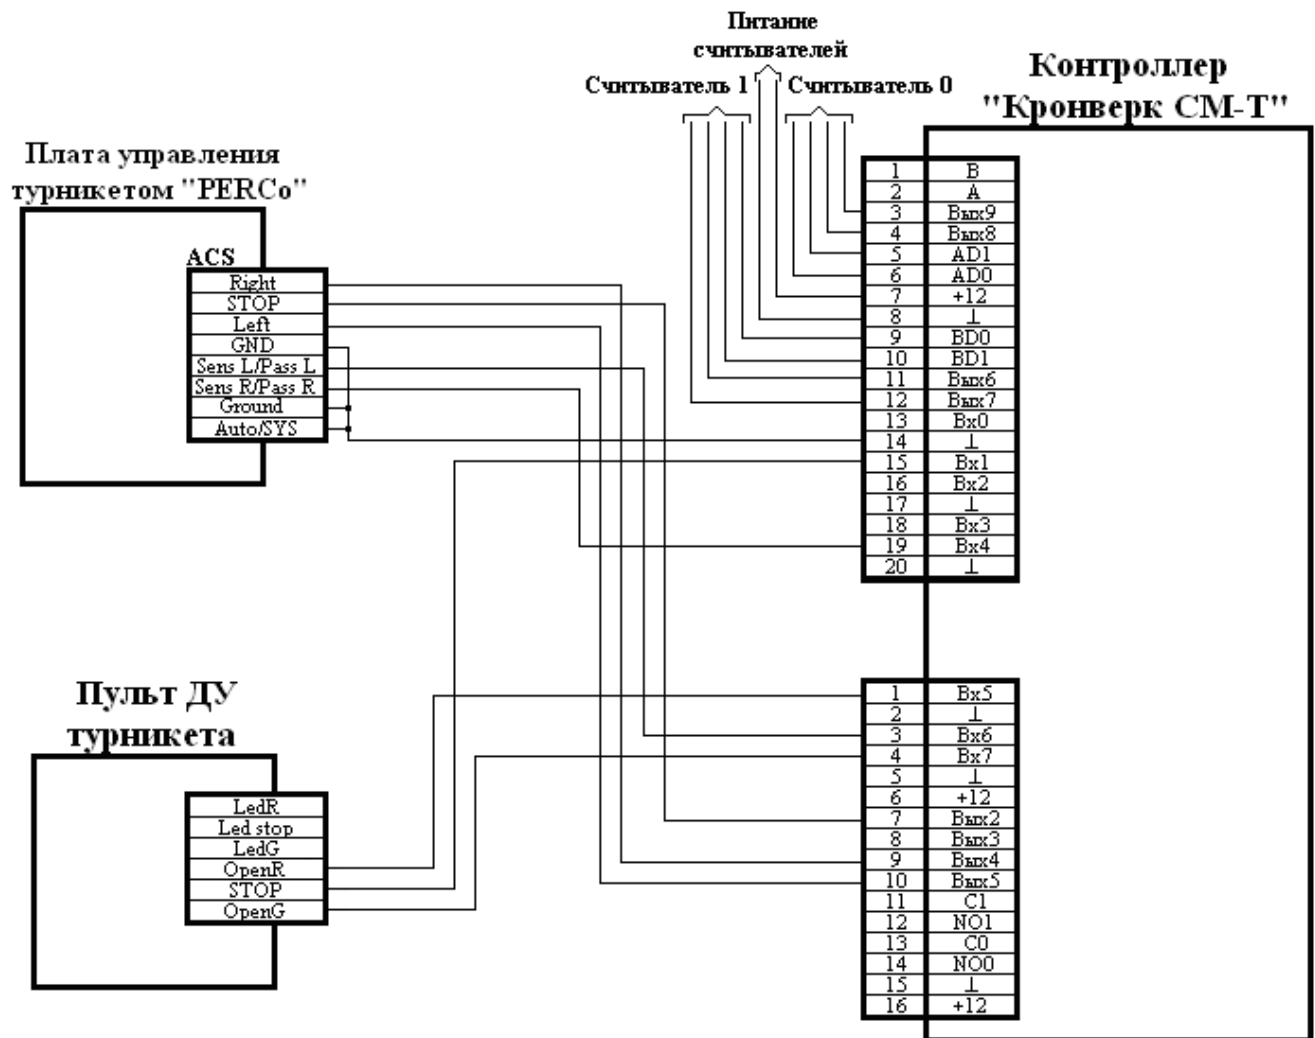 Питание
считывателей
Считыватель 1
Считыватель 0
Контроллер
"Кронверк СМ-Т"
Плата управления
турникетом "PERCo"
ACS
Right
STOP
Left
GND
Sens L/Pass L
Sens R/Pass R
Ground
Auto/SYS
1 B
2 A
3 Вых9
4 Вых8
5 AD1
6 AD0
7 +12
8 ⊥
9 BD0
10 BD1
11 Вых6
12 Вых7
13 Вх0
14 ⊥
15 Вх1
16 Вх2
17 ⊥
18 Вх3
19 Вх4
20 ⊥
Пульт ДУ
турникета
LedR
Led stop
LedG
OpenR
STOP
OpenG
1 Вх5
2 ⊥
3 Вх6
4 Вх7
5 ⊥
6 +12
7 Вых2
8 Вых3
9 Вых4
10 Вых5
11 C1
12 NO1
13 C0
14 NO0
15 ⊥
16 +12